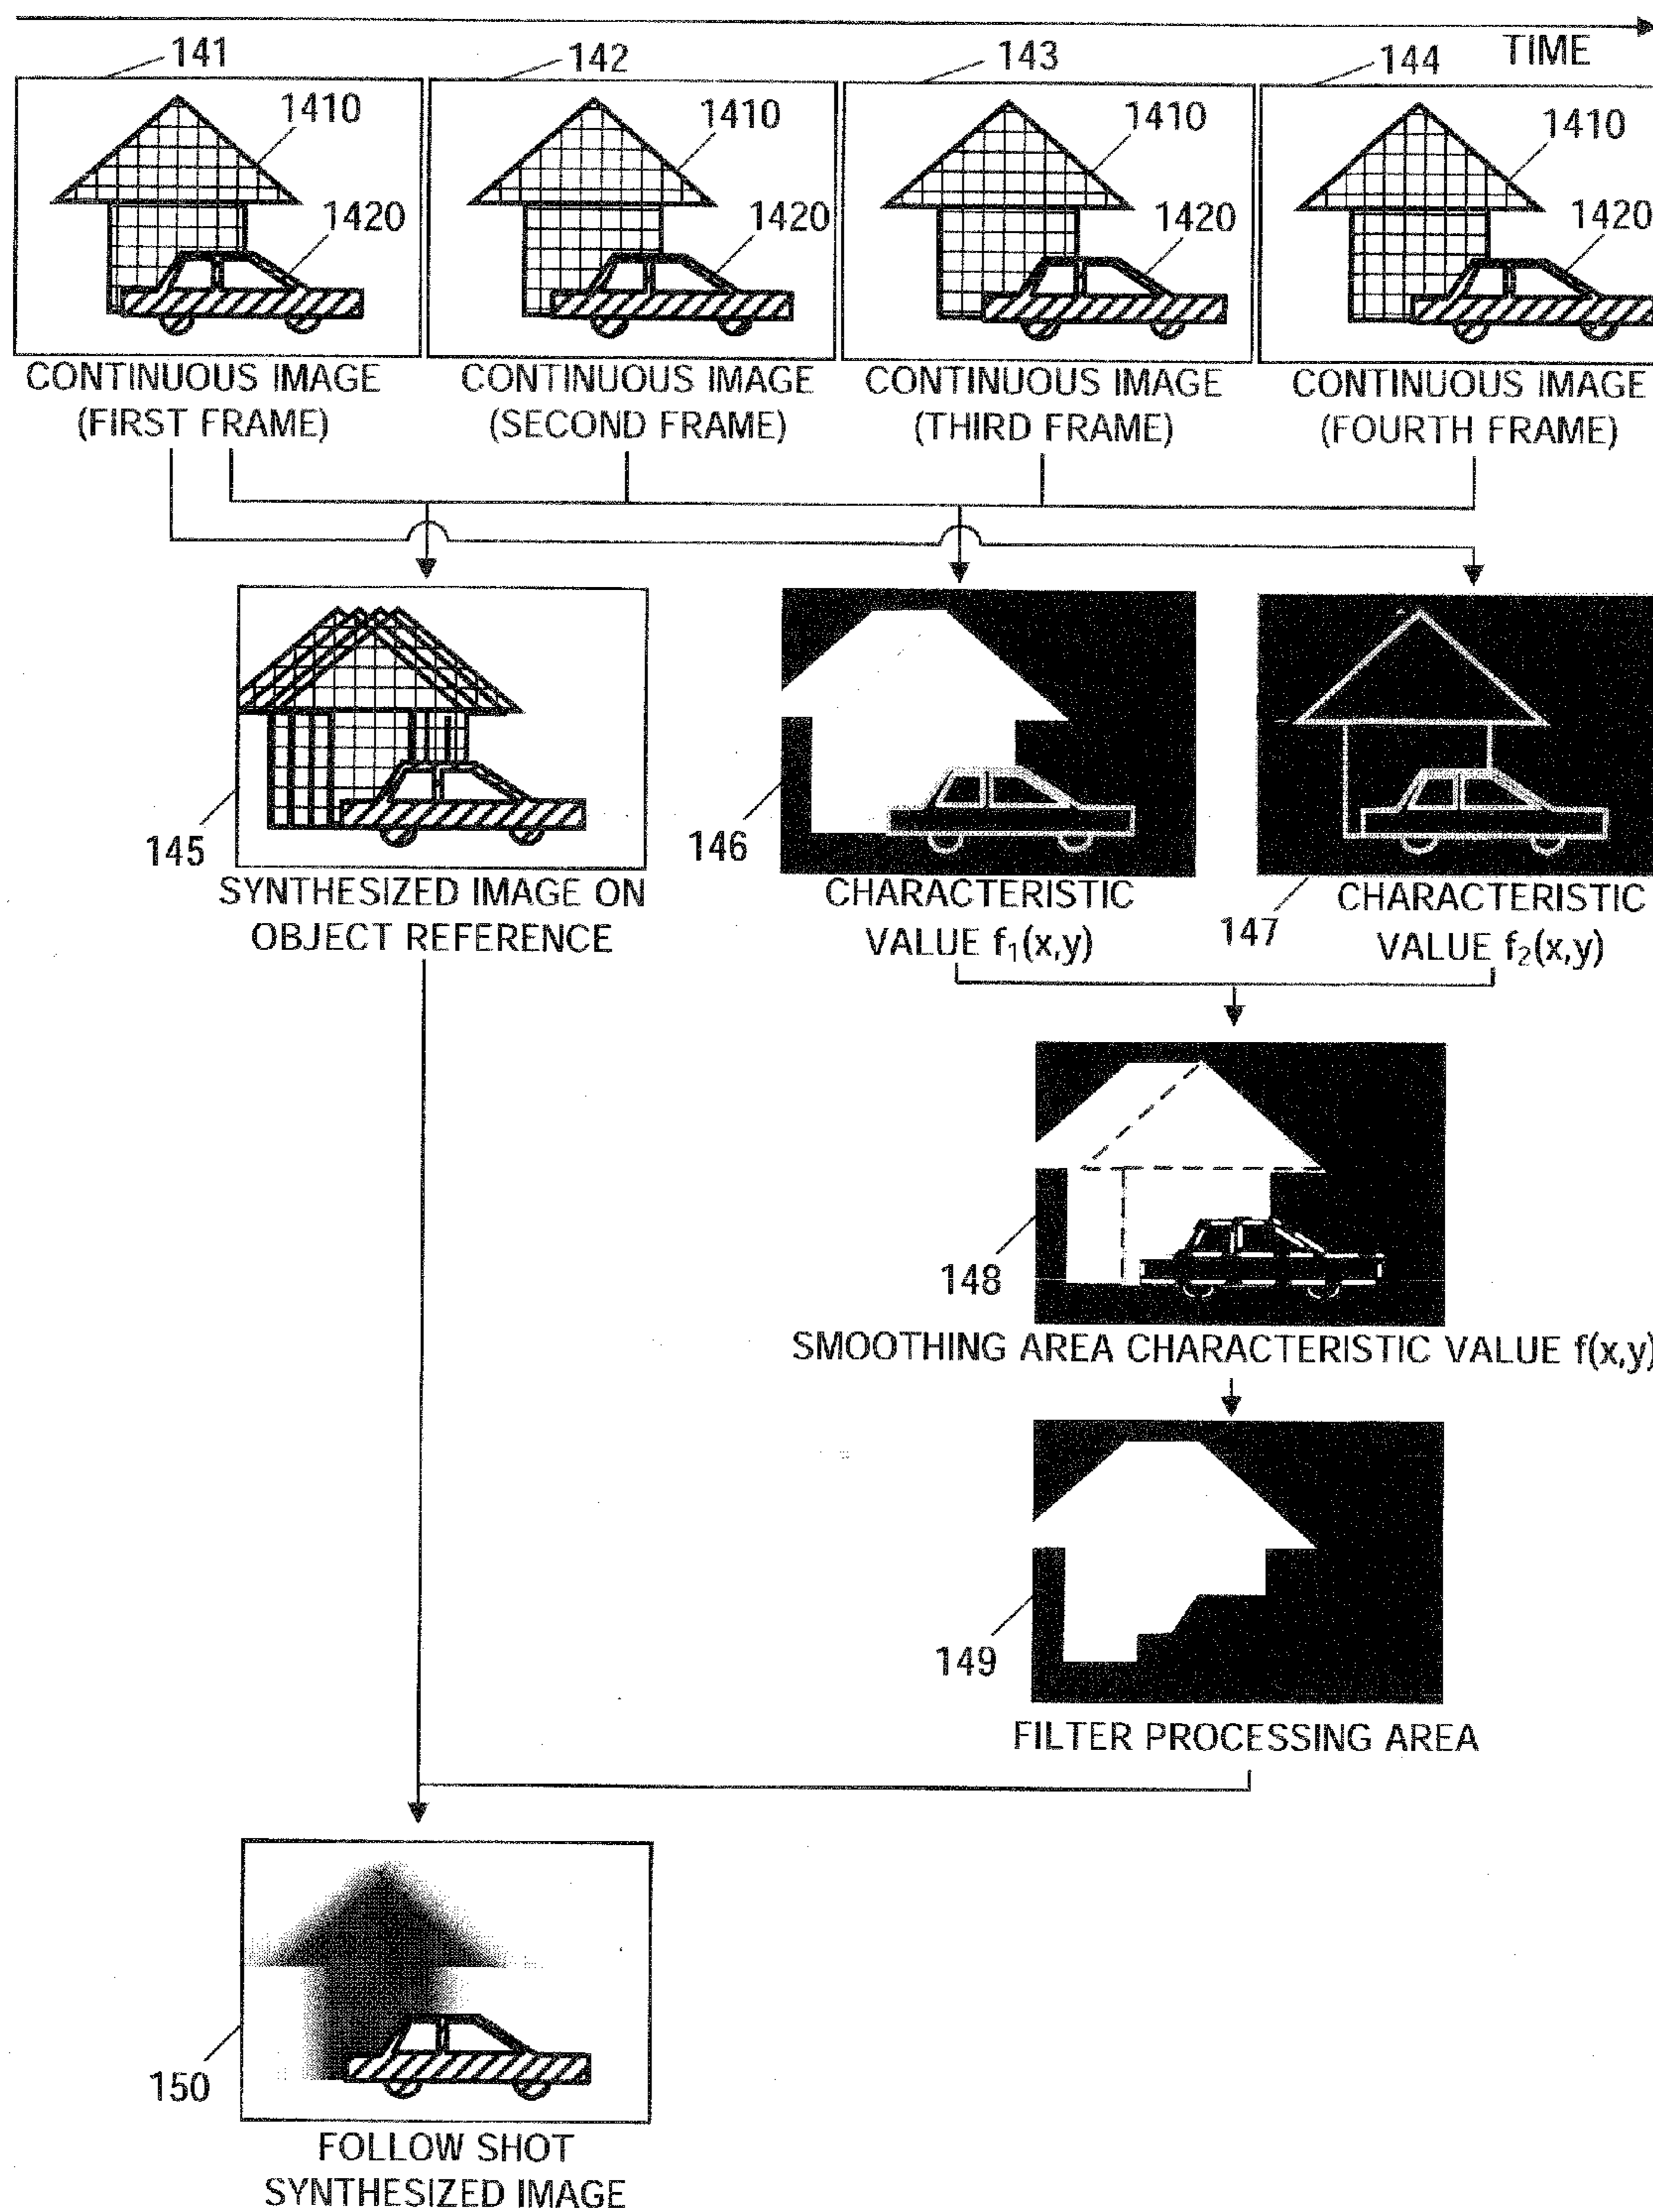 TIME
141
142
143
144
1410
1410
1410
1410
1420
1420
1420
1420
CONTINUOUS IMAGE
(FIRST FRAME)
CONTINUOUS IMAGE
(SECOND FRAME)
CONTINUOUS IMAGE
(THIRD FRAME)
CONTINUOUS IMAGE
(FOURTH FRAME)
145
SYNTHESIZED IMAGE ON
OBJECT REFERENCE
146
CHARACTERISTIC
VALUE f₁(x,y)
147
CHARACTERISTIC
VALUE f₂(x,y)
148
SMOOTHING AREA CHARACTERISTIC VALUE f(x,y)
149
FILTER PROCESSING AREA
150
FOLLOW SHOT
SYNTHESIZED IMAGE